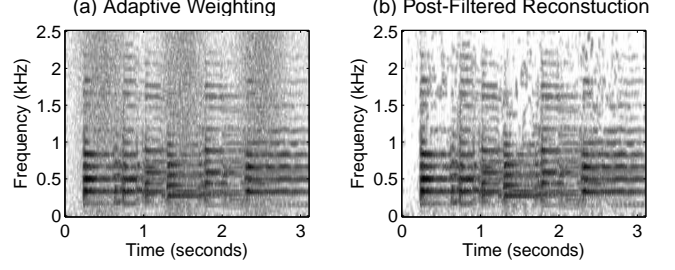 (a) Adaptive Weighting
2.5
2
1.5
1
0.5
0
0 1 2 3
Frequency (kHz)
Time (seconds)
(b) Post-Filtered Reconstuction
2.5
2
1.5
1
0.5
0
0 1 2 3
Frequency (kHz)
Time (seconds)